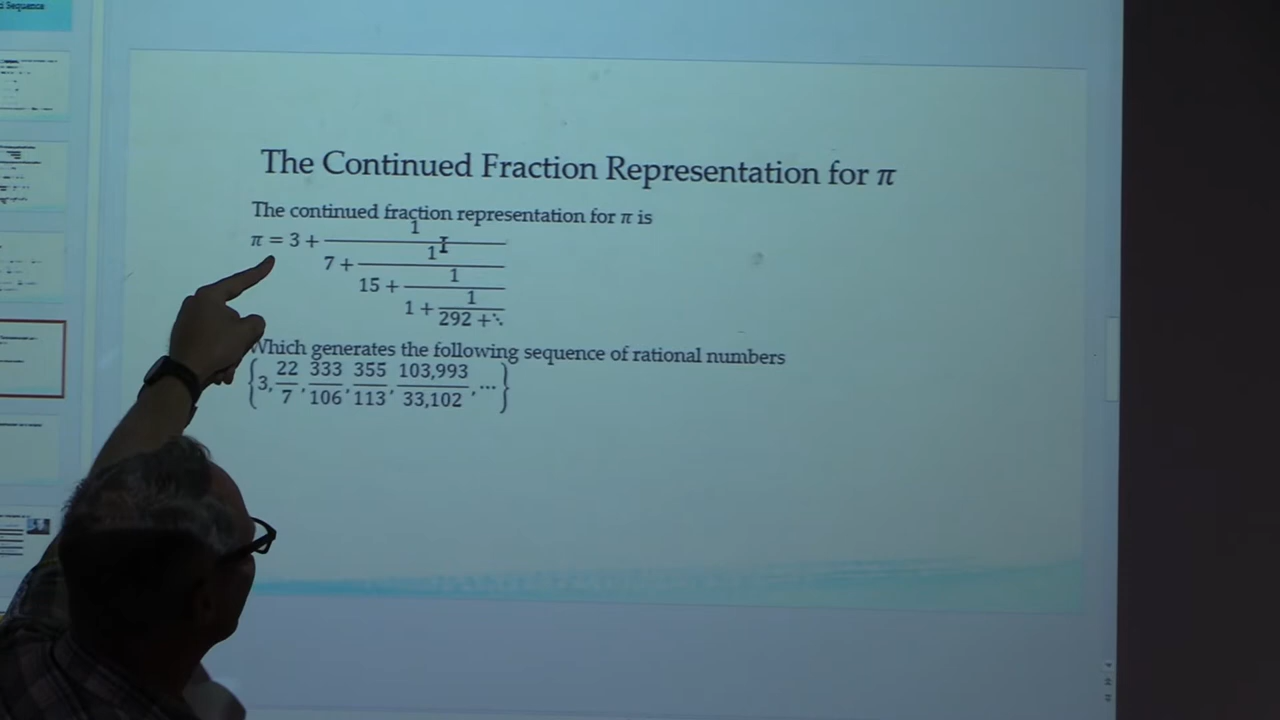 d Sequence
The Continued Fraction Representation for π
The continued fraction representation for π is
π = 3 + 1
7 + 1
15 + 1
1 + 1
292 + ⋱
Which generates the following sequence of rational numbers
{3, 22/7, 333/106, 355/113, 103,993/33,102, ⋯}